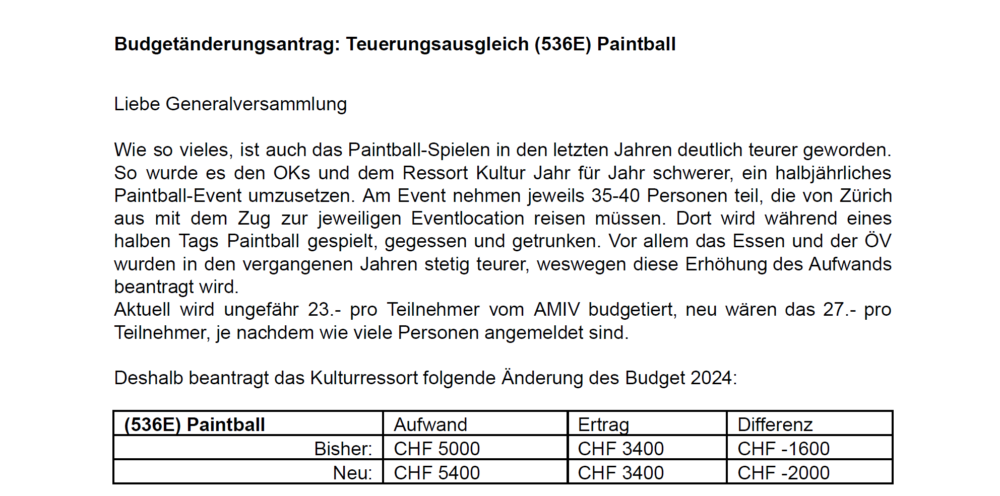 Budgetänderungsantrag: Teuerungsausgleich (536E) Paintball
Liebe Generalversammlung
Wie so vieles, ist auch das Paintball-Spielen in den letzten Jahren deutlich teurer geworden.
So wurde es den OKs und dem Ressort Kultur Jahr für Jahr schwerer, ein halbjährliches
Paintball-Event umzusetzen. Am Event nehmen jeweils 35-40 Personen teil, die von Zürich
aus mit dem Zug zur jeweiligen Eventlocation reisen müssen. Dort wird während eines
halben Tags Paintball gespielt, gegessen und getrunken. Vor allem das Essen und der ÖV
wurden in den vergangenen Jahren stetig teurer, weswegen diese Erhöhung des Aufwands
beantragt wird.
Aktuell wird ungefähr 23.- pro Teilnehmer vom AMIV budgetiert, neu wären das 27.- pro
Teilnehmer, je nachdem wie viele Personen angemeldet sind.
Deshalb beantragt das Kulturressort folgende Änderung des Budget 2024:
(536E) Paintball Aufwand Ertrag Differenz
Bisher: CHF 5000 CHF 3400 CHF -1600
Neu: CHF 5400 CHF 3400 CHF -2000